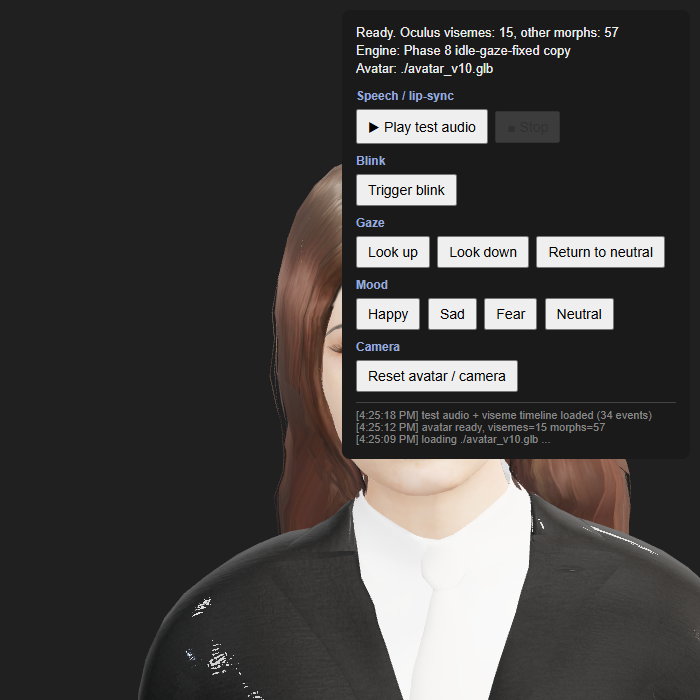 Ready. Oculus visemes: 15, other morphs: 57
Engine: Phase 8 idle-gaze-fixed copy
Avatar: ./avatar_v10.glb
Speech / lip-sync
▶ Play test audio
■ Stop
Blink
Trigger blink
Gaze
Look up
Look down
Return to neutral
Mood
Happy
Sad
Fear
Neutral
Camera
Reset avatar / camera
[4:25:18 PM] test audio + viseme timeline loaded (34 events)
[4:25:12 PM] avatar ready, visemes=15 morphs=57
[4:25:09 PM] loading ./avatar_v10.glb ...